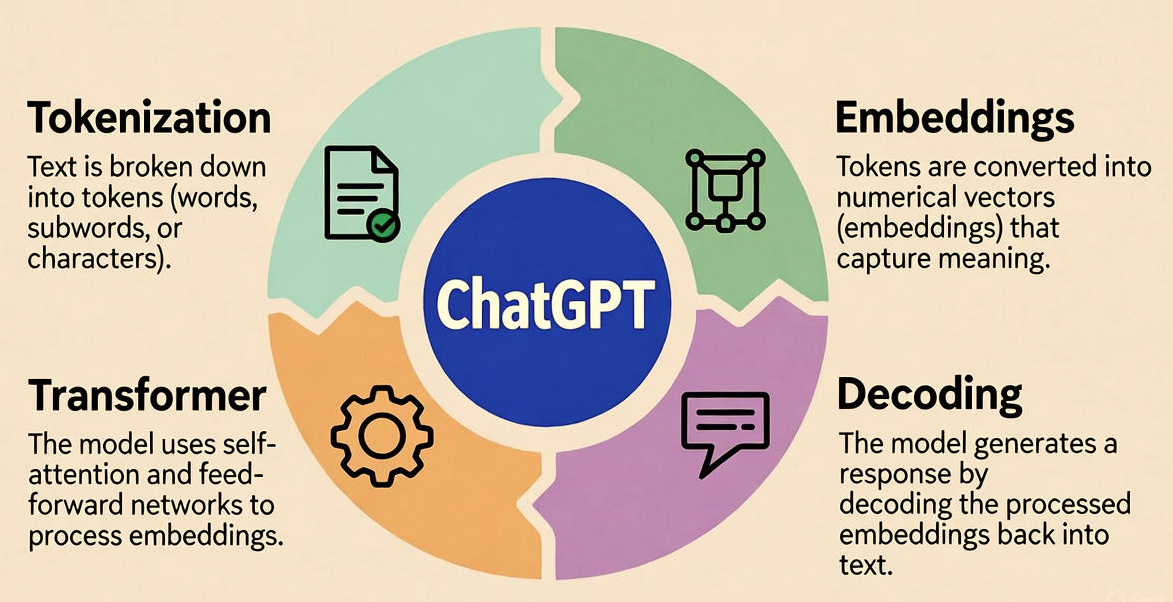 Tokenization
Text is broken down
into tokens (words,
subwords, or
characters).
Embeddings
Tokens are converted into
numerical vectors
(embeddings) that
capture meaning.
ChatGPT
Transformer
The model uses self-
attention and feed-
forward networks to
process embeddings.
Decoding
The model generates a
response by
decoding the processed
embeddings back into
text.